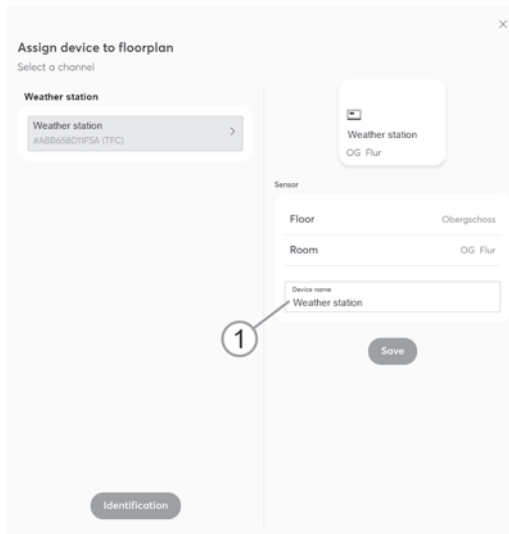 Assign device to floorplan
Select a channel
Weather station
Weather station
#ABB658D11F5A (TFC)
Identification
Weather station
OG Flur
Sensor
Floor Obergschoss
Room OG Flur
Device name
Weather station
1
Save